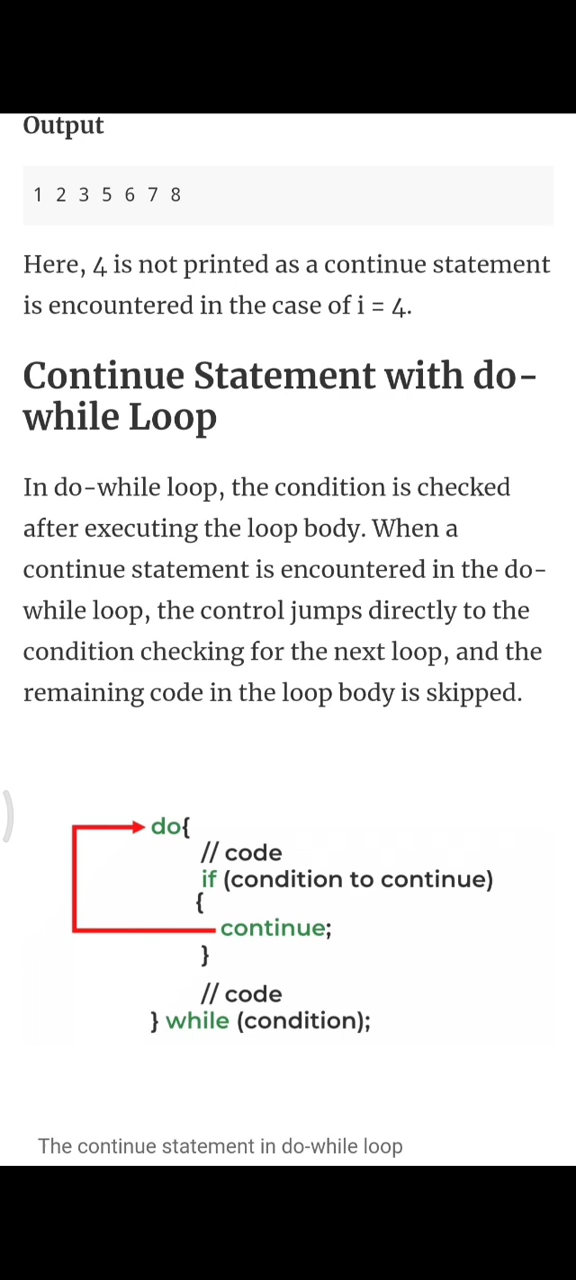 Output
1 2 3 5 6 7 8
Here, 4 is not printed as a continue statement
is encountered in the case of i = 4.
Continue Statement with do-
while Loop
In do-while loop, the condition is checked
after executing the loop body. When a
continue statement is encountered in the do-
while loop, the control jumps directly to the
condition checking for the next loop, and the
remaining code in the loop body is skipped.
do{
// code
if (condition to continue)
{
continue;
}
// code
} while (condition);
The continue statement in do-while loop